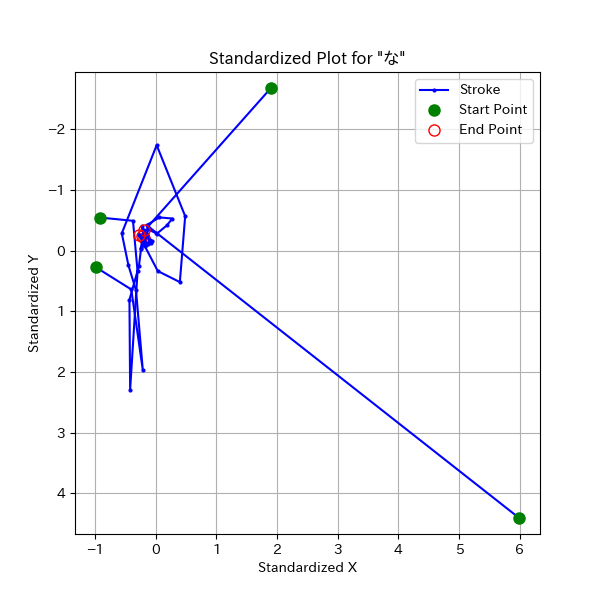 Standardized Plot for "な"
Stroke
Start Point
End Point
−2
−1
0
1
2
3
4
Standardized Y
−1 0 1 2 3 4 5 6
Standardized X